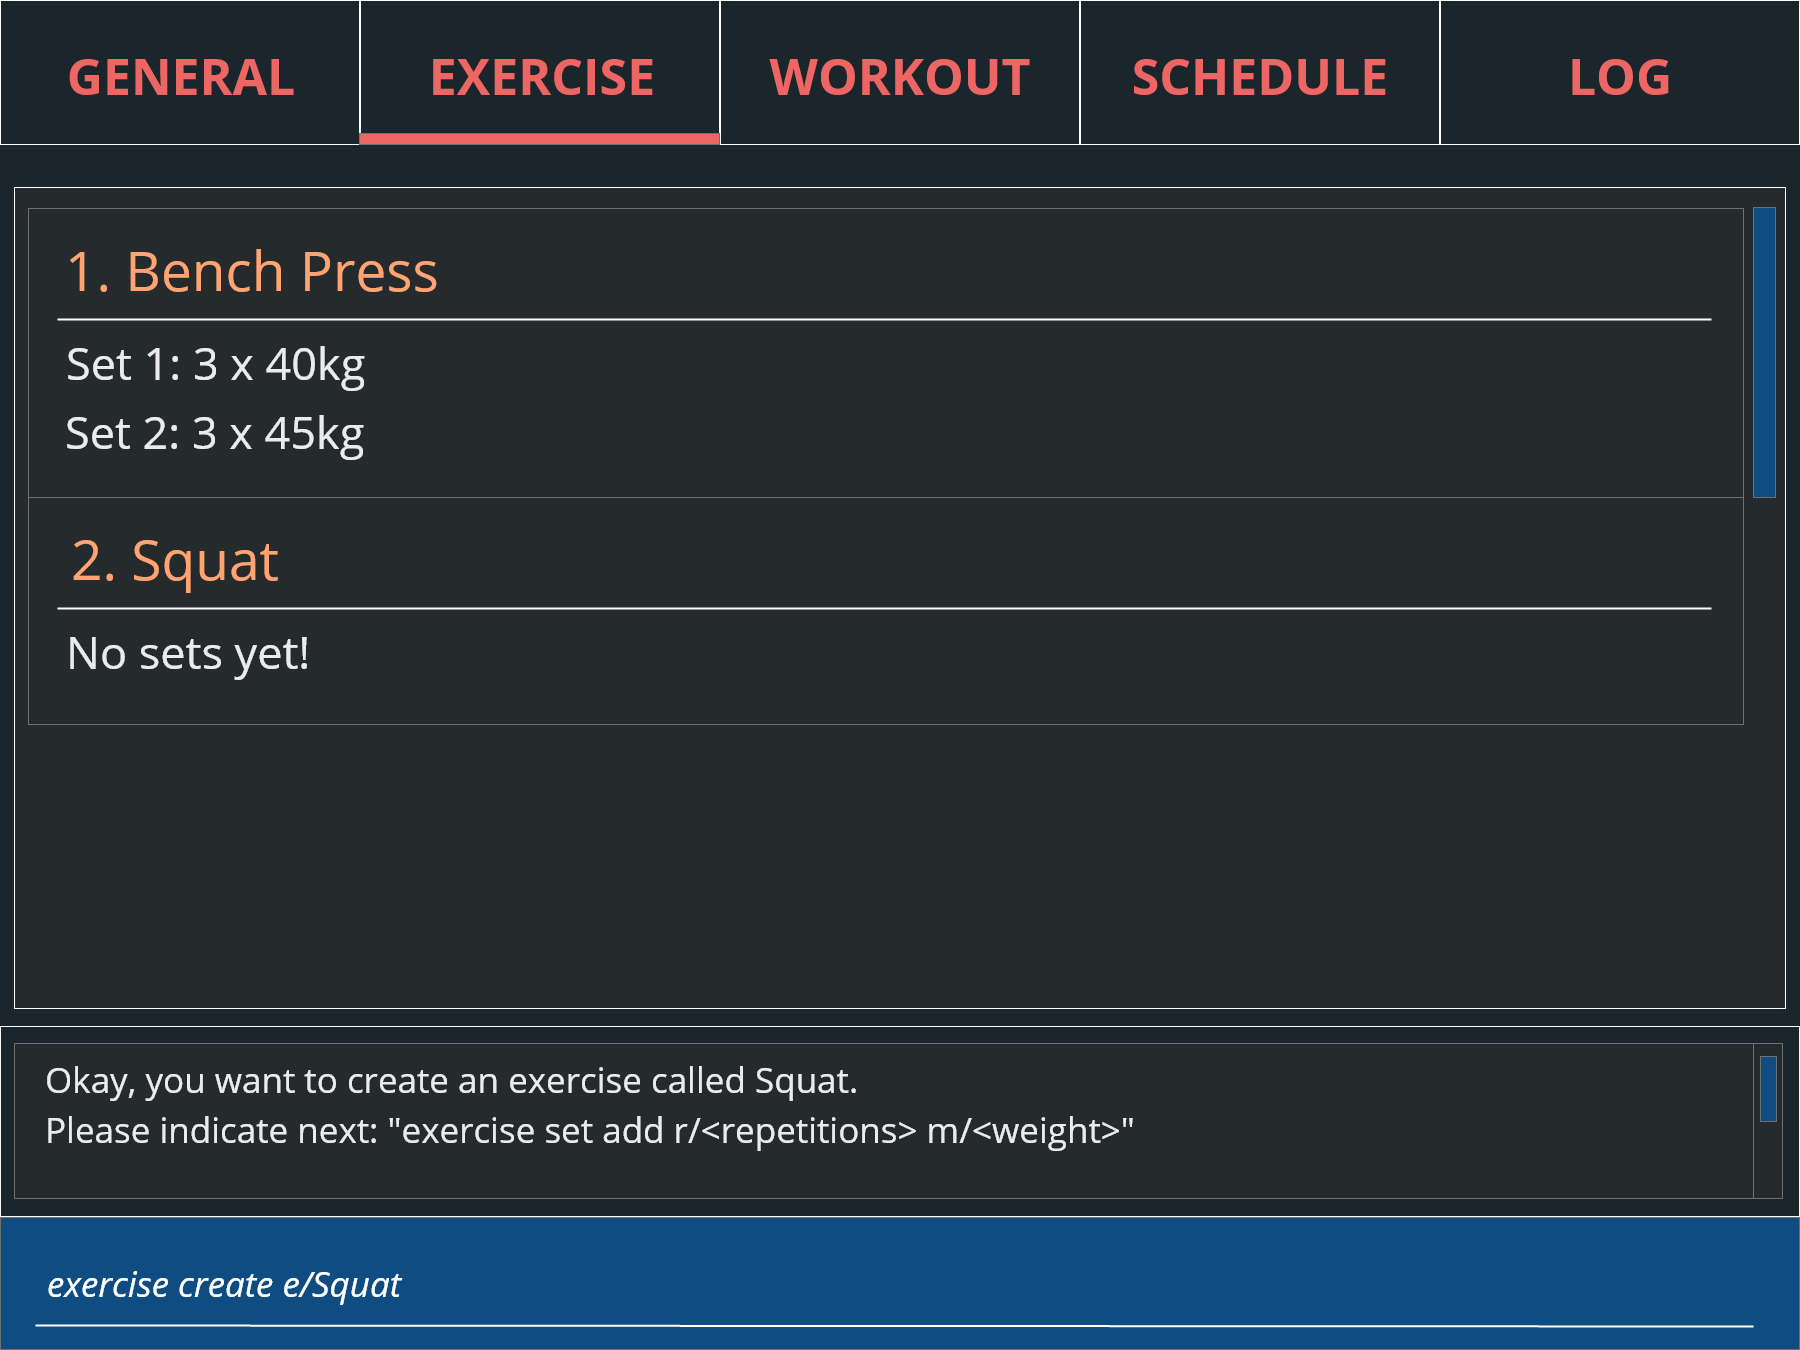 GENERAL EXERCISE WORKOUT SCHEDULE LOG
1. Bench Press
Set 1: 3 x 40kg
Set 2: 3 x 45kg
2. Squat
No sets yet!
Okay, you want to create an exercise called Squat.
Please indicate next: "exercise set add r/<repetitions> m/<weight>"
exercise create e/Squat